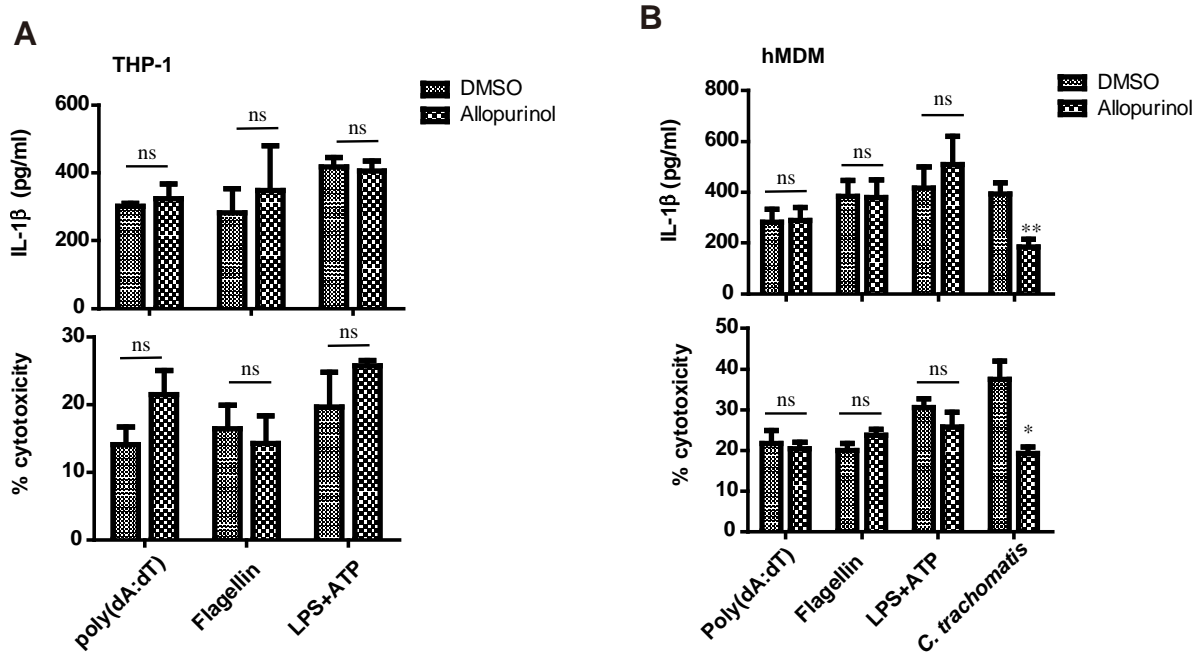 A
THP-1
DMSO
Allopurinol
IL-1β (pg/ml)
600
400
200
0
ns
ns
ns
% cytotoxicity
30
20
10
0
ns
ns
ns
poly(dA:dT)
Flagellin
LPS+ATP
B
hMDM
DMSO
Allopurinol
IL-1β (pg/ml)
800
600
400
200
0
ns
ns
ns
**
% cytotoxicity
50
40
30
20
10
0
ns
ns
ns
*
Poly(dA:dT)
Flagellin
LPS+ATP
C. trachomatis